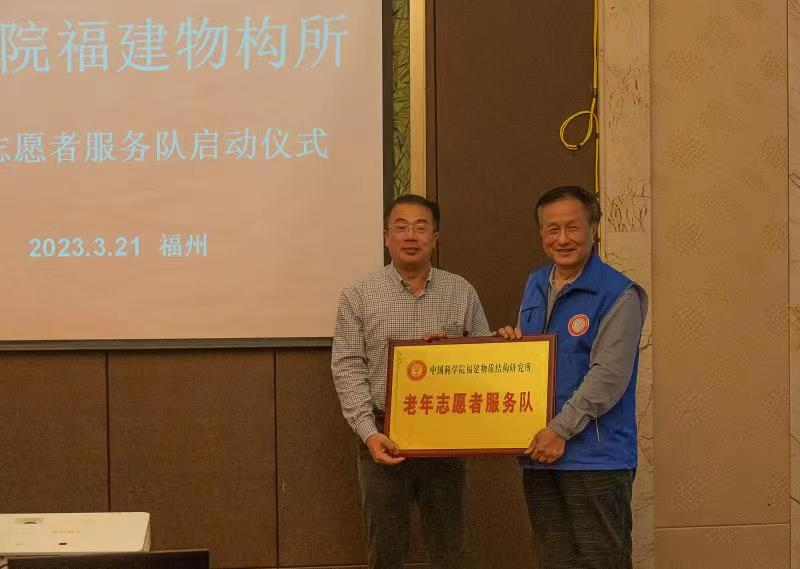 院福建物构所
志愿者服务队启动仪式
2023.3.21 福州
中国科学院福建物质结构研究所
老年志愿者服务队